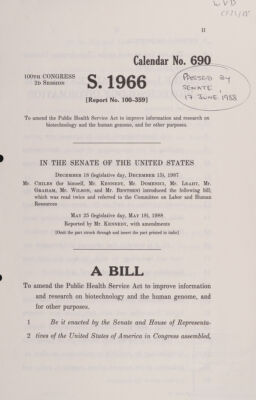 II
Calendar No. 690
100TH CONGRESS
2D SESSION
S. 1966
[Report No. 100-359]
PASSED BY
SENATE,
17 JUNE 1988
To amend the Public Health Service Act to improve information and research on
biotechnology and the human genome, and for other purposes.
IN THE SENATE OF THE UNITED STATES
DECEMBER 18 (legislative day, DECEMBER 15), 1987
Mr. CHILES (for himself, Mr. KENNEDY, Mr. DOMENICI, Mr. LEAHY, Mr.
GRAHAM, Mr. WILSON, and Mr. BENTSEN) introduced the following bill;
which was read twice and referred to the Committee on Labor and Human
Resources
MAY 25 (legislative day, MAY 18), 1988
Reported by Mr. KENNEDY, with amendments
[Omit the part struck through and insert the part printed in italic]
A BILL
To amend the Public Health Service Act to improve information
and research on biotechnology and the human genome, and
for other purposes.
1 Be it enacted by the Senate and House of Representa-
2 tives of the United States of America in Congress assembled,